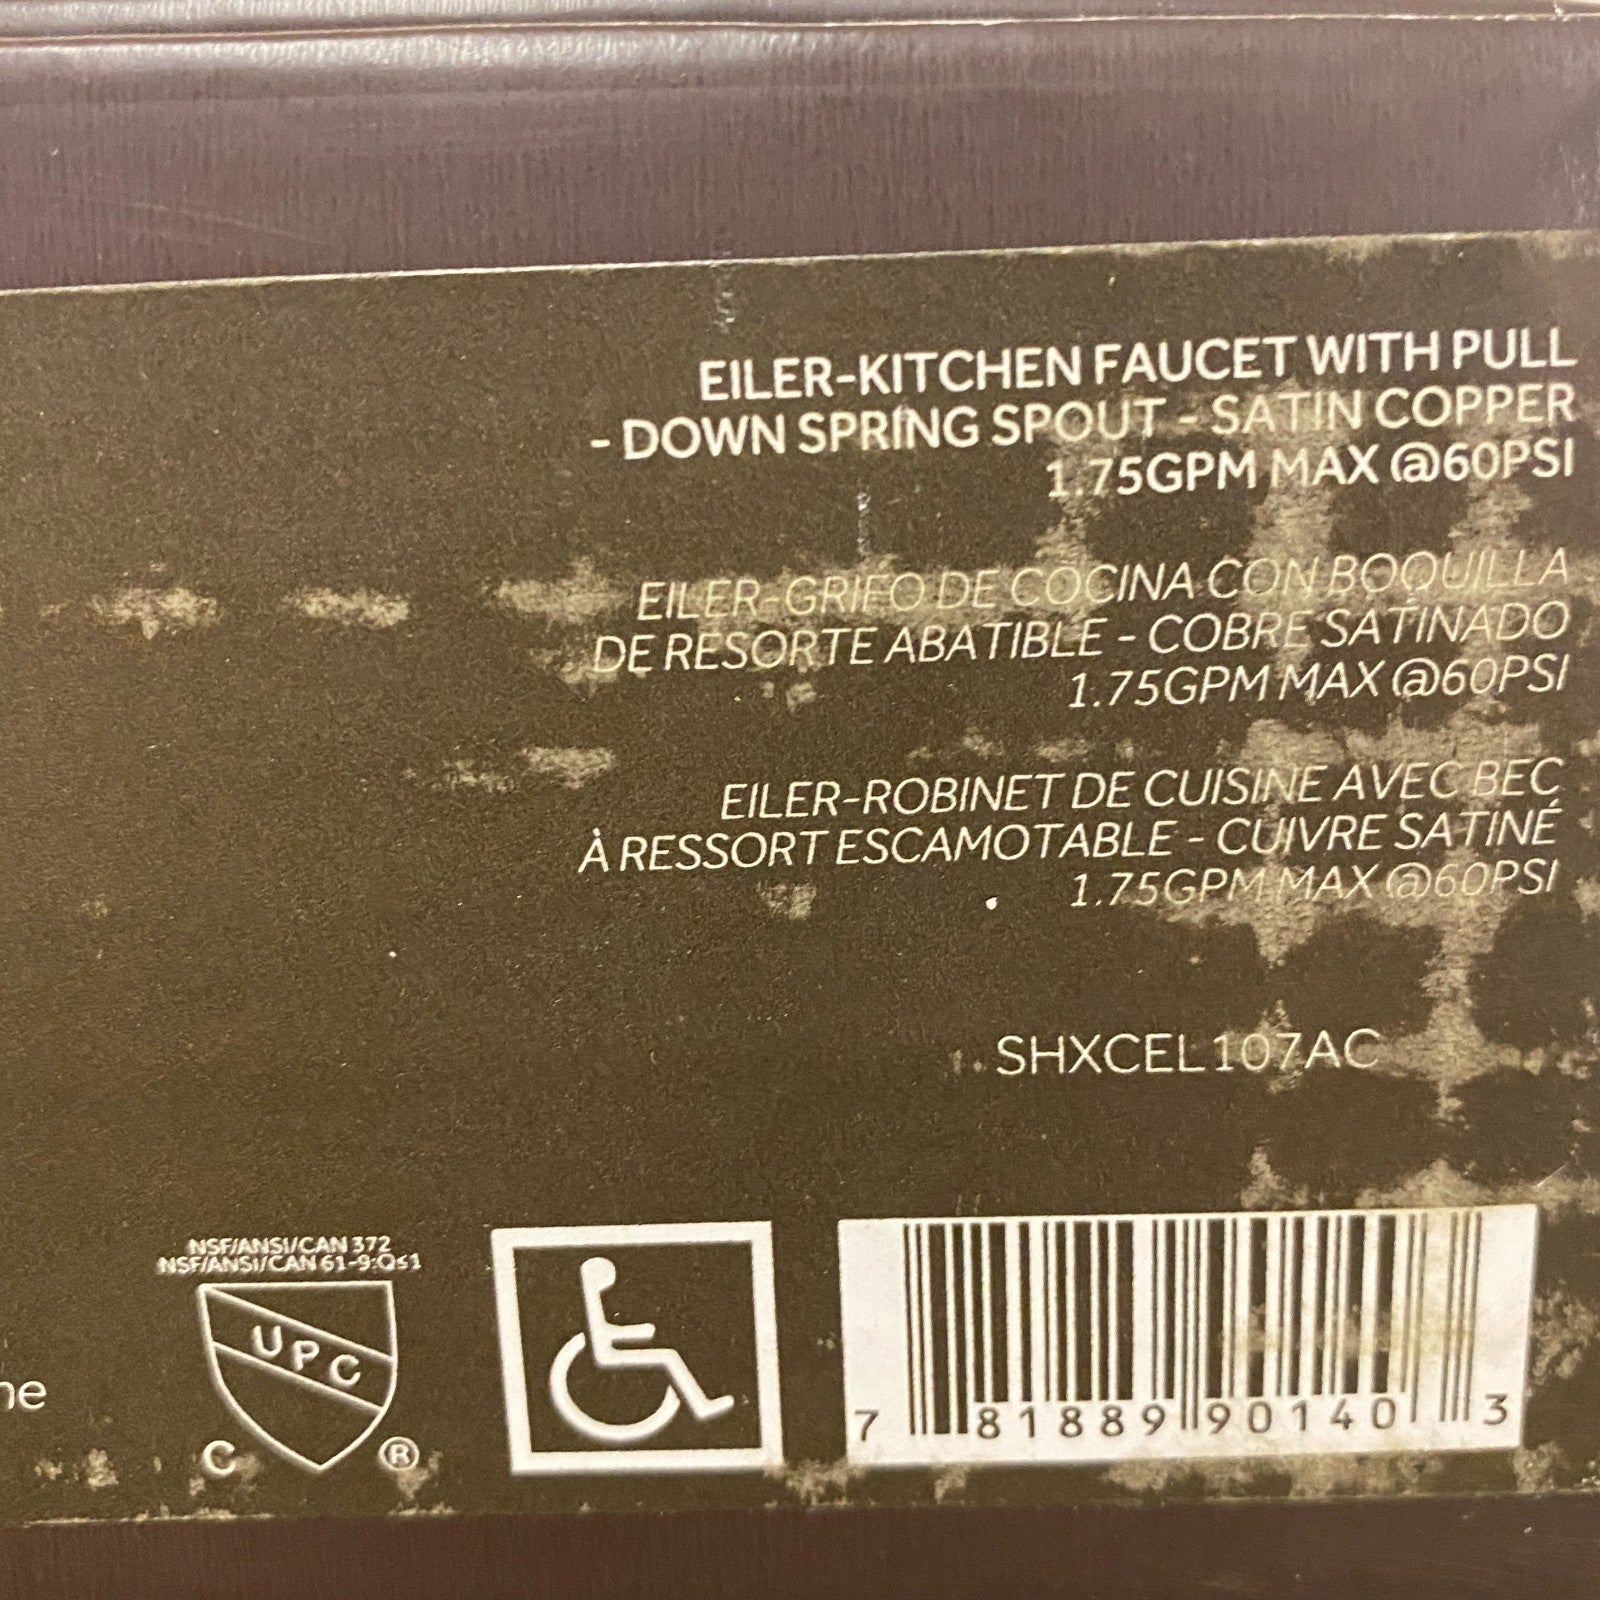 EILER-KITCHEN FAUCET WITH PULL
- DOWN SPRING SPOUT - SATIN COPPER
1.75GPM MAX @60PSI
EILER-GRIFO DE COCINA CON BOQUILLA
DE RESORTE ABATIBLE - COBRE SATINADO
1.75GPM MAX @60PSI
EILER-ROBINET DE CUISINE AVEC BEC
À RESSORT ESCAMOTABLE - CUIVRE SATINÉ
1.75GPM MAX @60PSI
SHXCEL107AC
NSF/ANSI/CAN 372
NSF/ANSI/CAN 61-9:Q≤1
UPC
C ®
7 81889 90140 3